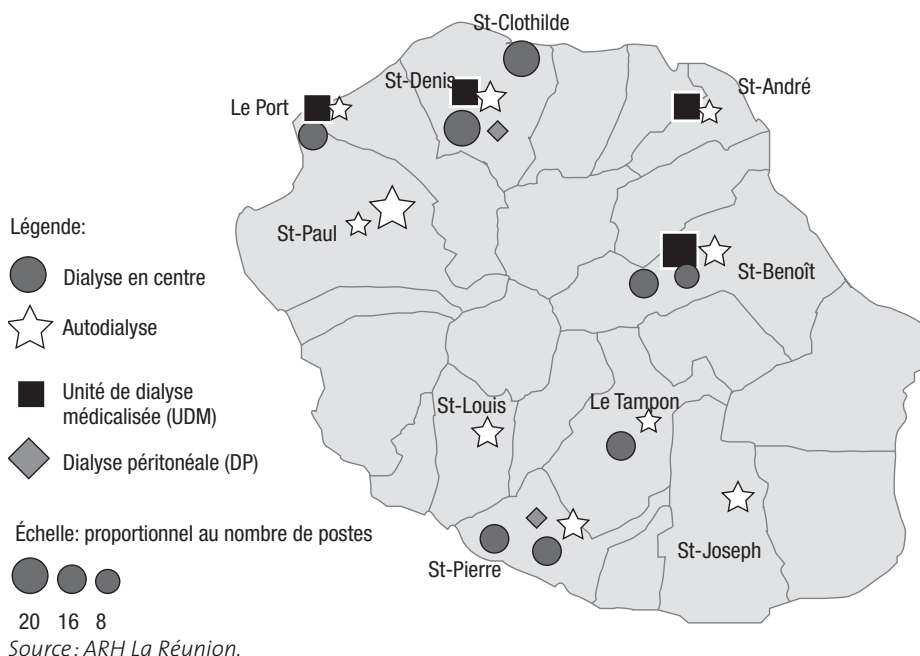 St-Clothilde
St-Denis
St-André
Le Port
St-Paul
St-Benoît
St-Louis
Le Tampon
St-Joseph
St-Pierre
Légende:
Dialyse en centre
Autodialyse
Unité de dialyse
médicalisée (UDM)
Dialyse péritonéale (DP)
Échelle: proportionnel au nombre de postes
20 16 8
Source: ARH La Réunion.